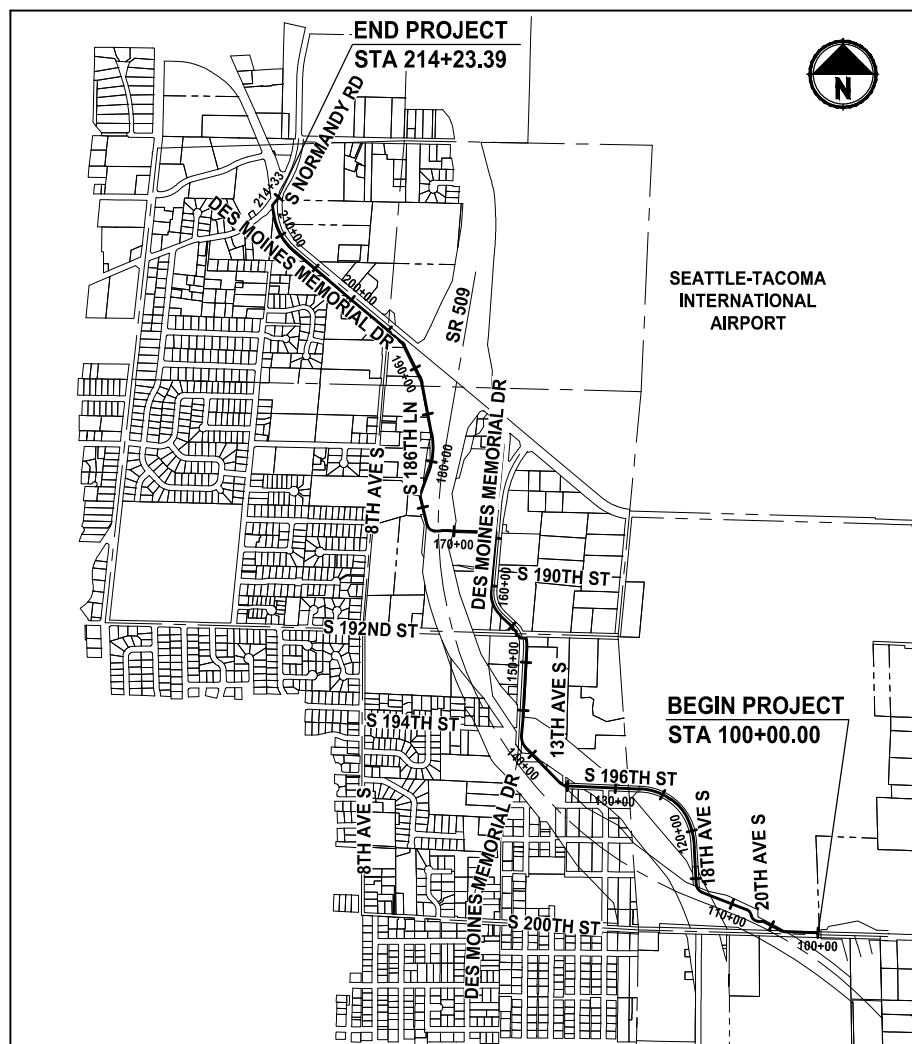 END PROJECT
STA 214+23.39
N
S NORMANDY RD
214+33
DES MOINES MEMORIAL DR
210+00
200+00
SEATTLE-TACOMA
INTERNATIONAL
AIRPORT
SR 509
190+00
DES MOINES MEMORIAL DR
S 186TH LN
8TH AVE S
180+00
170+00
S 190TH ST
160+00
S 192ND ST
150+00
13TH AVE S
BEGIN PROJECT
STA 100+00.00
S 194TH ST
140+00
S 196TH ST
130+00
8TH AVE S
DES MOINES MEMORIAL DR
120+00
18TH AVE S
20TH AVE S
110+00
S 200TH ST
100+00